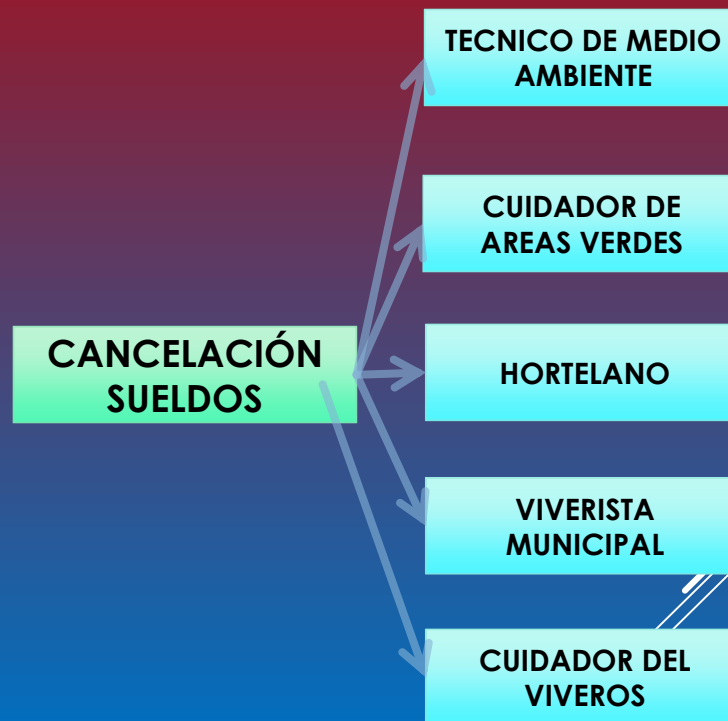 TECNICO DE MEDIO
AMBIENTE
CUIDADOR DE
AREAS VERDES
CANCELACIÓN
SUELDOS
HORTELANO
VIVERISTA
MUNICIPAL
CUIDADOR DEL
VIVEROS